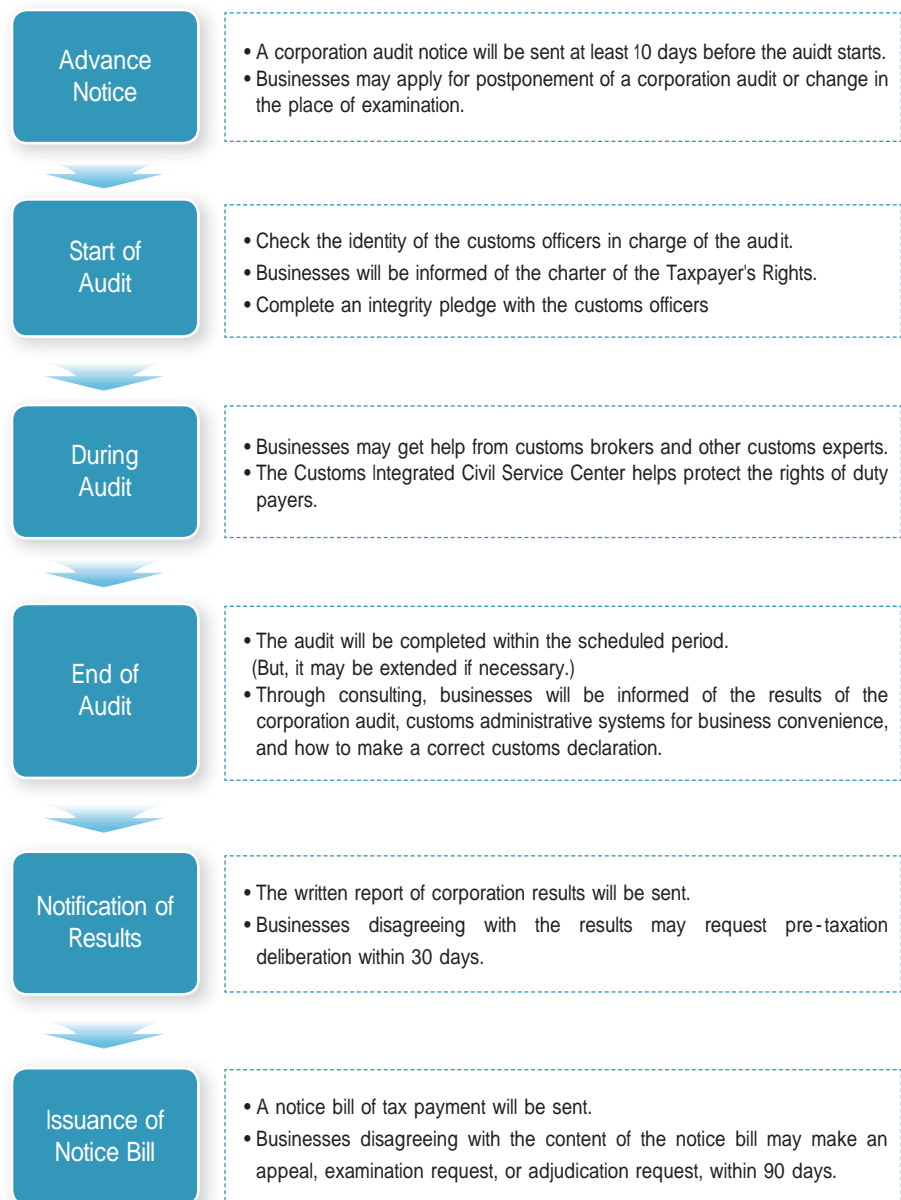 Advance
Notice
• A corporation audit notice will be sent at least 10 days before the auidt starts.
• Businesses may apply for postponement of a corporation audit or change in
the place of examination.
Start of
Audit
• Check the identity of the customs officers in charge of the audit.
• Businesses will be informed of the charter of the Taxpayer's Rights.
• Complete an integrity pledge with the customs officers
During
Audit
• Businesses may get help from customs brokers and other customs experts.
• The Customs Integrated Civil Service Center helps protect the rights of duty
payers.
End of
Audit
• The audit will be completed within the scheduled period.
(But, it may be extended if necessary.)
• Through consulting, businesses will be informed of the results of the
corporation audit, customs administrative systems for business convenience,
and how to make a correct customs declaration.
Notification of
Results
• The written report of corporation results will be sent.
• Businesses disagreeing with the results may request pre-taxation
deliberation within 30 days.
Issuance of
Notice Bill
• A notice bill of tax payment will be sent.
• Businesses disagreeing with the content of the notice bill may make an
appeal, examination request, or adjudication request, within 90 days.